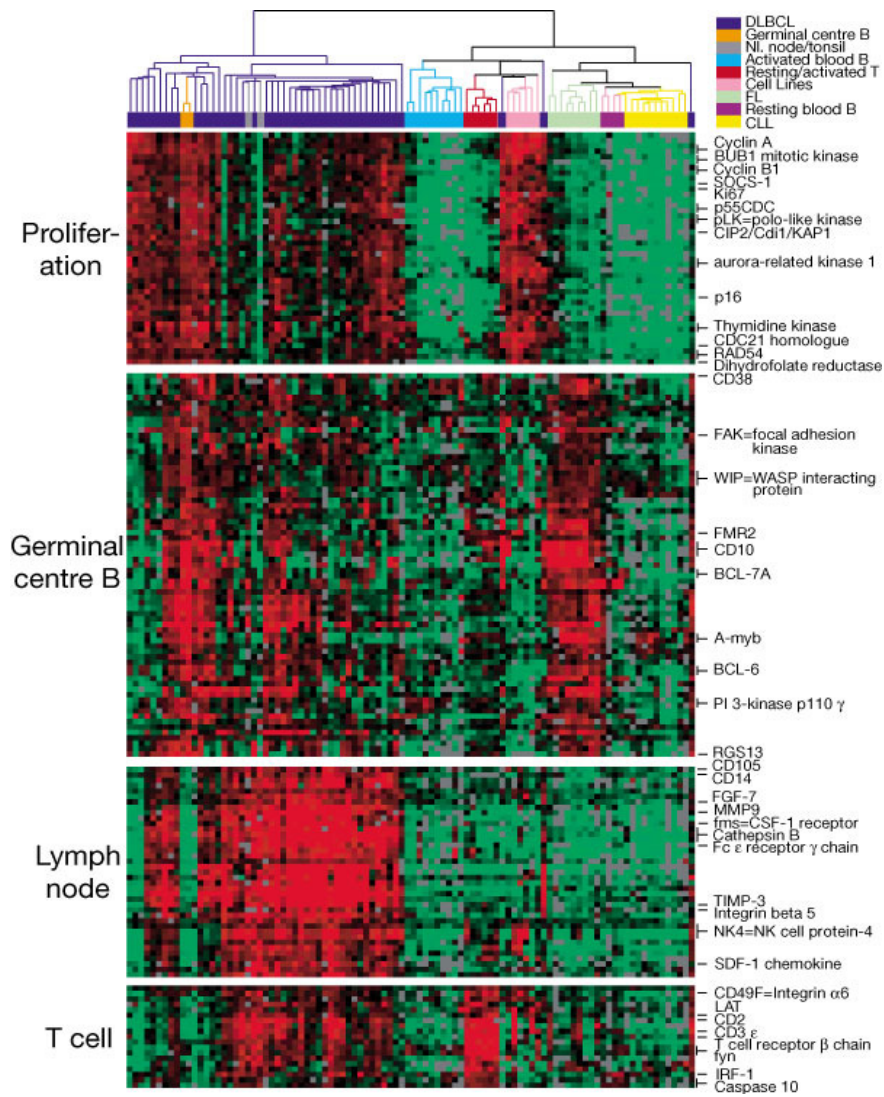 DLBCL
Germinal centre B
Nl. node/tonsil
Activated blood B
Resting/activated T
Cell Lines
FL
Resting blood B
CLL
Prolifer-
ation
Cyclin A
BUB1 mitotic kinase
Cyclin B1
SOCS-1
Ki67
p55CDC
pLK=polo-like kinase
CIP2/Cdi1/KAP1
aurora-related kinase 1
p16
Thymidine kinase
CDC21 homologue
RAD54
Dihydrofolate reductase
Germinal
centre B
CD38
FAK=focal adhesion
kinase
WIP=WASP interacting
protein
FMR2
CD10
BCL-7A
A-myb
BCL-6
PI 3-kinase p110 γ
RGS13
Lymph
node
CD105
CD14
FGF-7
MMP9
fms=CSF-1 receptor
Cathepsin B
Fc ε receptor γ chain
TIMP-3
Integrin beta 5
NK4=NK cell protein-4
SDF-1 chemokine
T cell
CD49F=Integrin α6
LAT
CD2
CD3 ε
T cell receptor β chain
fyn
IRF-1
Caspase 10